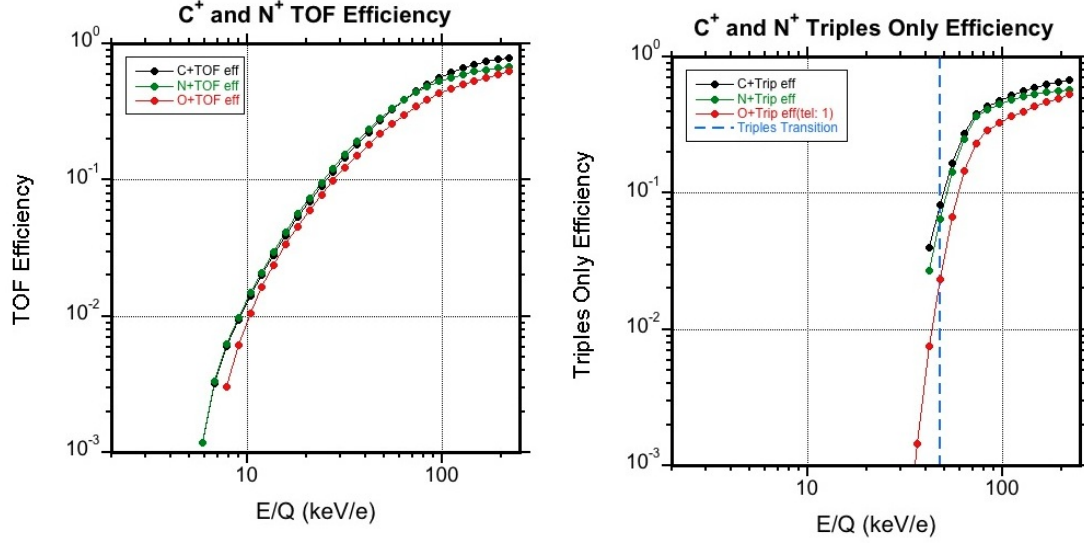 C+ and N+ TOF Efficiency
TOF Efficiency
C+TOF eff
N+TOF eff
O+TOF eff
10^0
10^-1
10^-2
10^-3
10
100
E/Q (keV/e)
C+ and N+ Triples Only Efficiency
Triples Only Efficiency
C+Trip eff
N+Trip eff
O+Trip eff(tel: 1)
Triples Transition
10^0
10^-1
10^-2
10^-3
10
100
E/Q (keV/e)